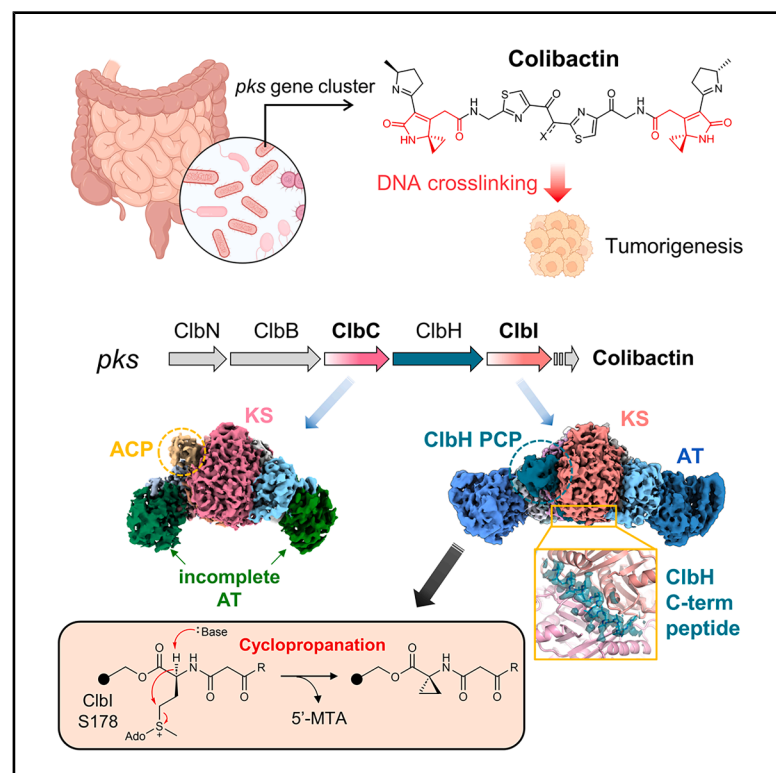 Colibactin
pks gene cluster
S
N
O
N
H
N
O
HN
O
X
N
S
O
H
N
O
N
O
NH
DNA crosslinking
Tumorigenesis
ClbN
ClbB
ClbC
ClbH
ClbI
pks
Colibactin
KS
ACP
incomplete
AT
ClbH PCP
KS
AT
ClbH
C-term
peptide
:Base
Cyclopropanation
O
H
H
N
R
O
O
O
ClbI
S178
Ado
S
+
5'-MTA
O
O
H
N
R
O
O